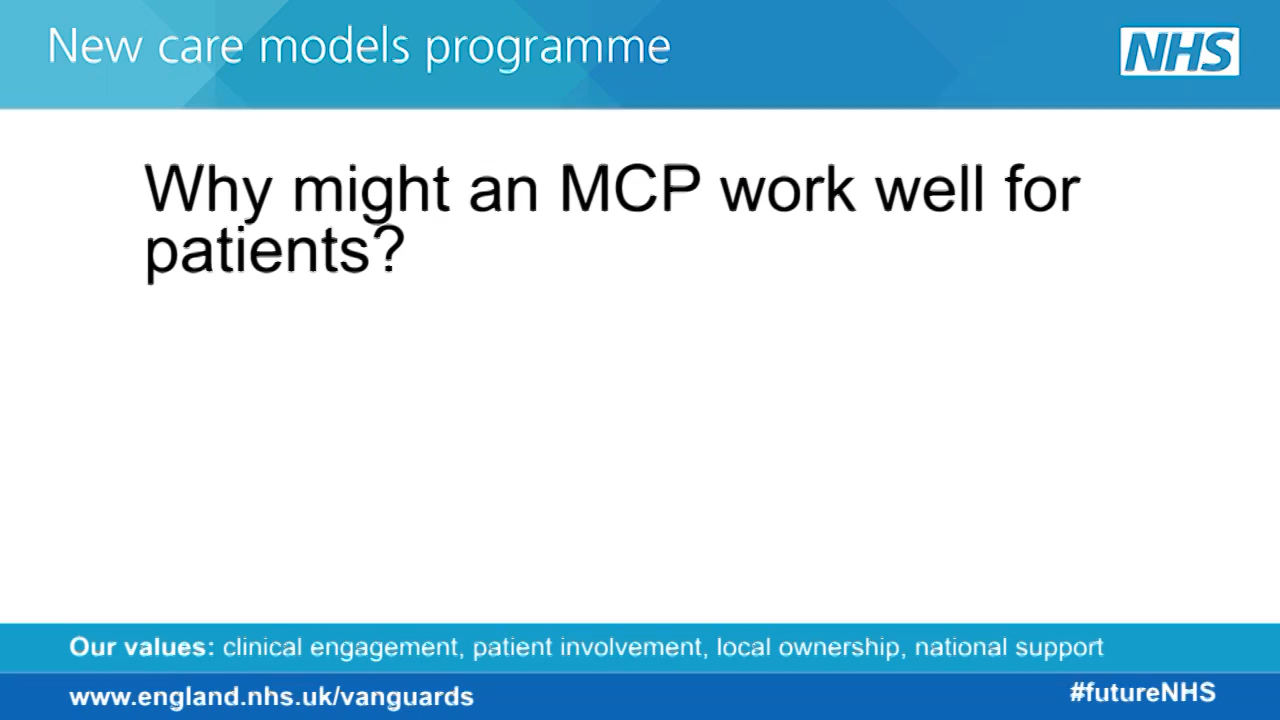 New care models programme
NHS
Why might an MCP work well for
patients?
Our values: clinical engagement, patient involvement, local ownership, national support
www.england.nhs.uk/vanguards
#futureNHS